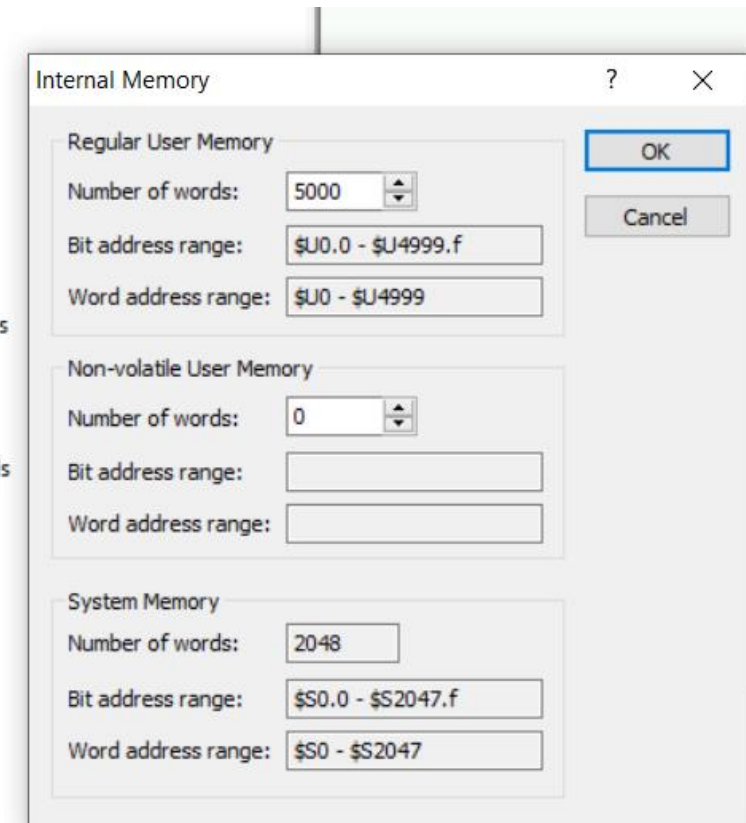 Internal Memory ? X
Regular User Memory OK
Number of words: 5000
Cancel
Bit address range: $U0.0 - $U4999.f
Word address range: $U0 - $U4999
s
Non-volatile User Memory
Number of words: 0
Bit address range:
s
Word address range:
System Memory
Number of words: 2048
Bit address range: $S0.0 - $S2047.f
Word address range: $S0 - $S2047